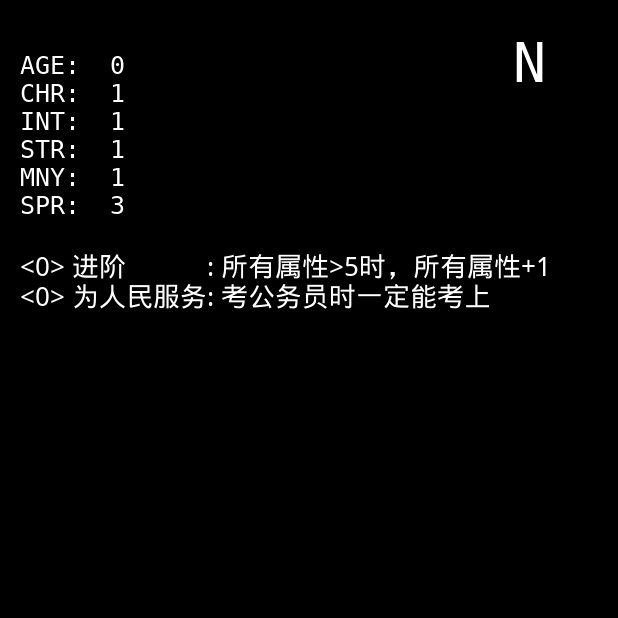 N
AGE: 0
CHR: 1
INT: 1
STR: 1
MNY: 1
SPR: 3
<O> 进阶 : 所有属性>5时，所有属性+1
<O> 为人民服务: 考公务员时一定能考上